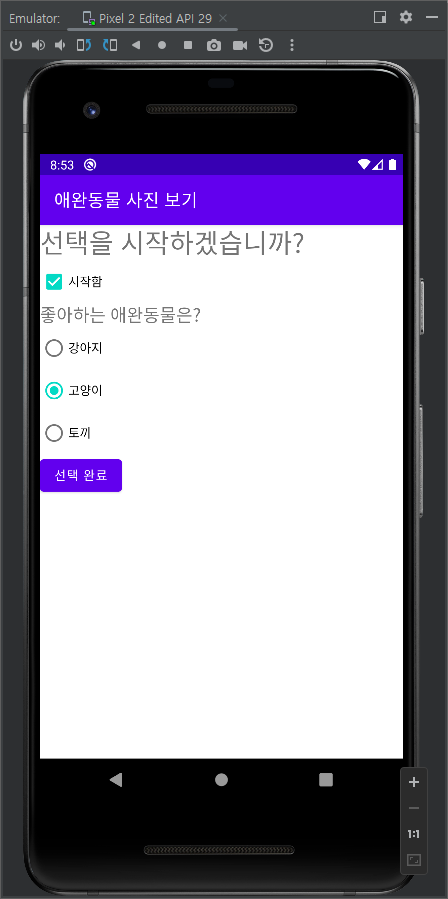 Emulator: Pixel 2 Edited API 29
8:53
애완동물 사진 보기
선택을 시작하겠습니까?
시작함
좋아하는 애완동물은?
강아지
고양이
토끼
선택 완료
1:1